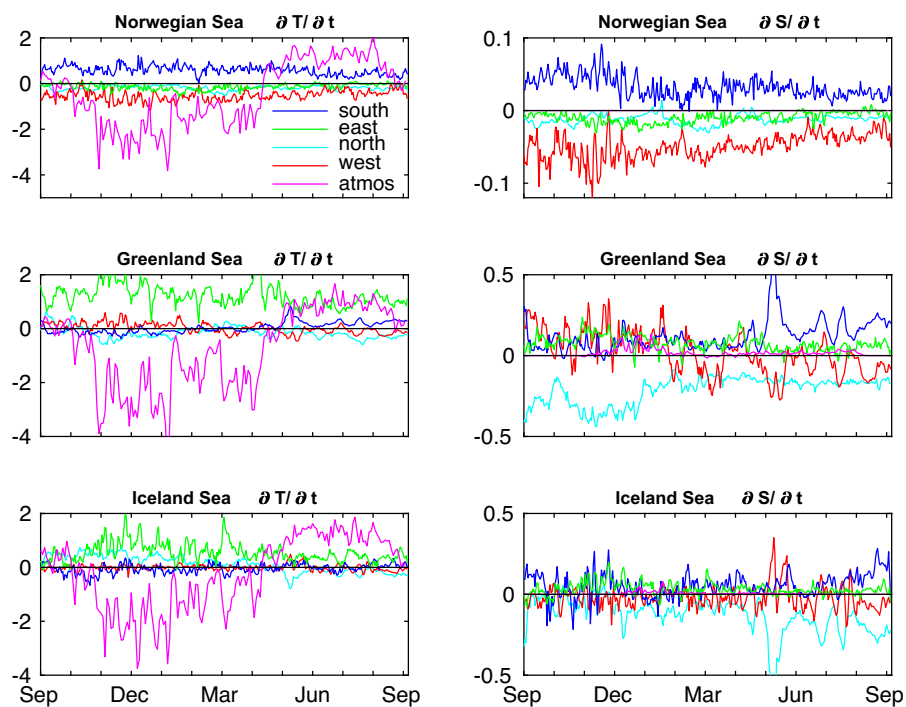 Norwegian Sea ∂ T/ ∂ t
Norwegian Sea ∂ S/ ∂ t
2
0
-2
-4
south
east
north
west
atmos
0.1
0
-0.1
Greenland Sea ∂ T/ ∂ t
Greenland Sea ∂ S/ ∂ t
2
0
-2
-4
0.5
0
-0.5
Iceland Sea ∂ T/ ∂ t
Iceland Sea ∂ S/ ∂ t
2
0
-2
-4
Sep Dec Mar Jun Sep
0.5
0
-0.5
Sep Dec Mar Jun Sep